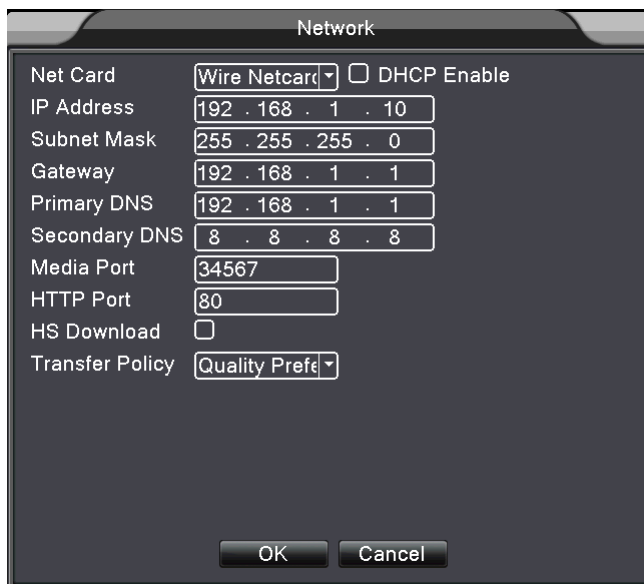 Network
Net Card Wire Netcard DHCP Enable
IP Address 192 . 168 . 1 . 10
Subnet Mask 255 . 255 . 255 . 0
Gateway 192 . 168 . 1 . 1
Primary DNS 192 . 168 . 1 . 1
Secondary DNS 8 . 8 . 8 . 8
Media Port 34567
HTTP Port 80
HS Download
Transfer Policy Quality Prefe
OK Cancel